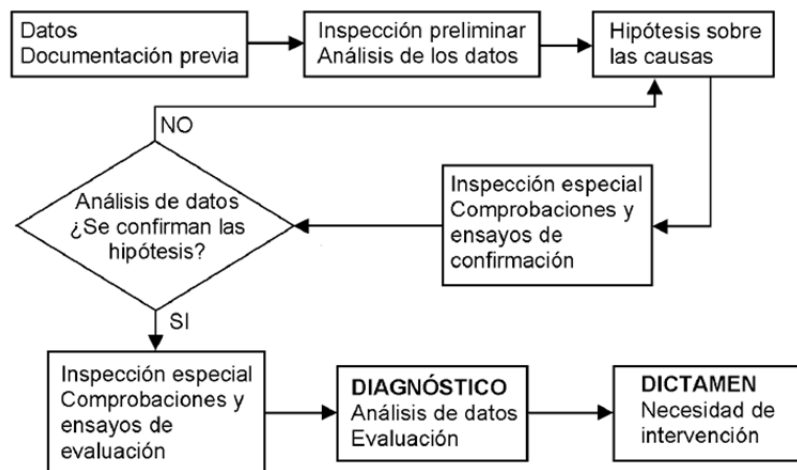 Datos
Documentación previa
Inspección preliminar
Análisis de los datos
Hipótesis sobre
las causas
NO
Análisis de datos
¿Se confirman las
hipótesis?
Inspección especial
Comprobaciones y
ensayos de
confirmación
SI
Inspección especial
Comprobaciones y
ensayos de
evaluación
DIAGNÓSTICO
Análisis de datos
Evaluación
DICTAMEN
Necesidad de
intervención